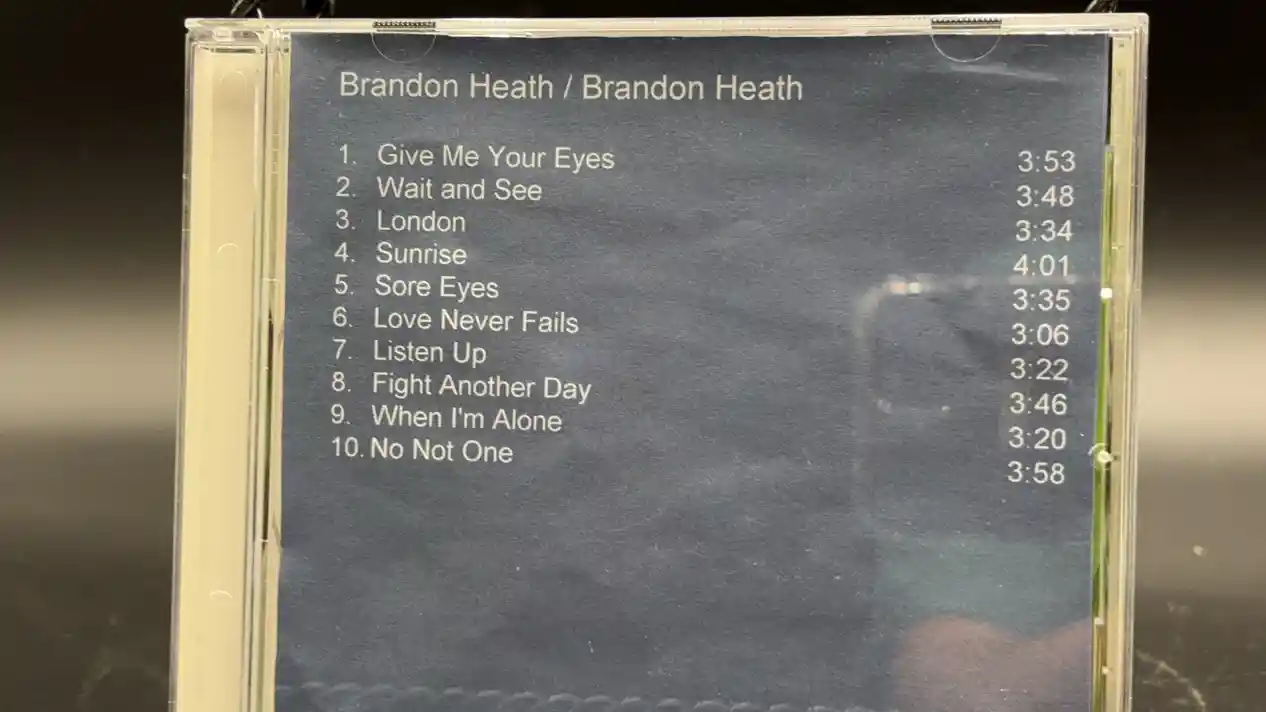 Brandon Heath / Brandon Heath
1. Give Me Your Eyes 3:53
2. Wait and See 3:48
3. London 3:34
4. Sunrise 4:01
5. Sore Eyes 3:35
6. Love Never Fails 3:06
7. Listen Up 3:22
8. Fight Another Day 3:46
9. When I'm Alone 3:20
10. No Not One 3:58